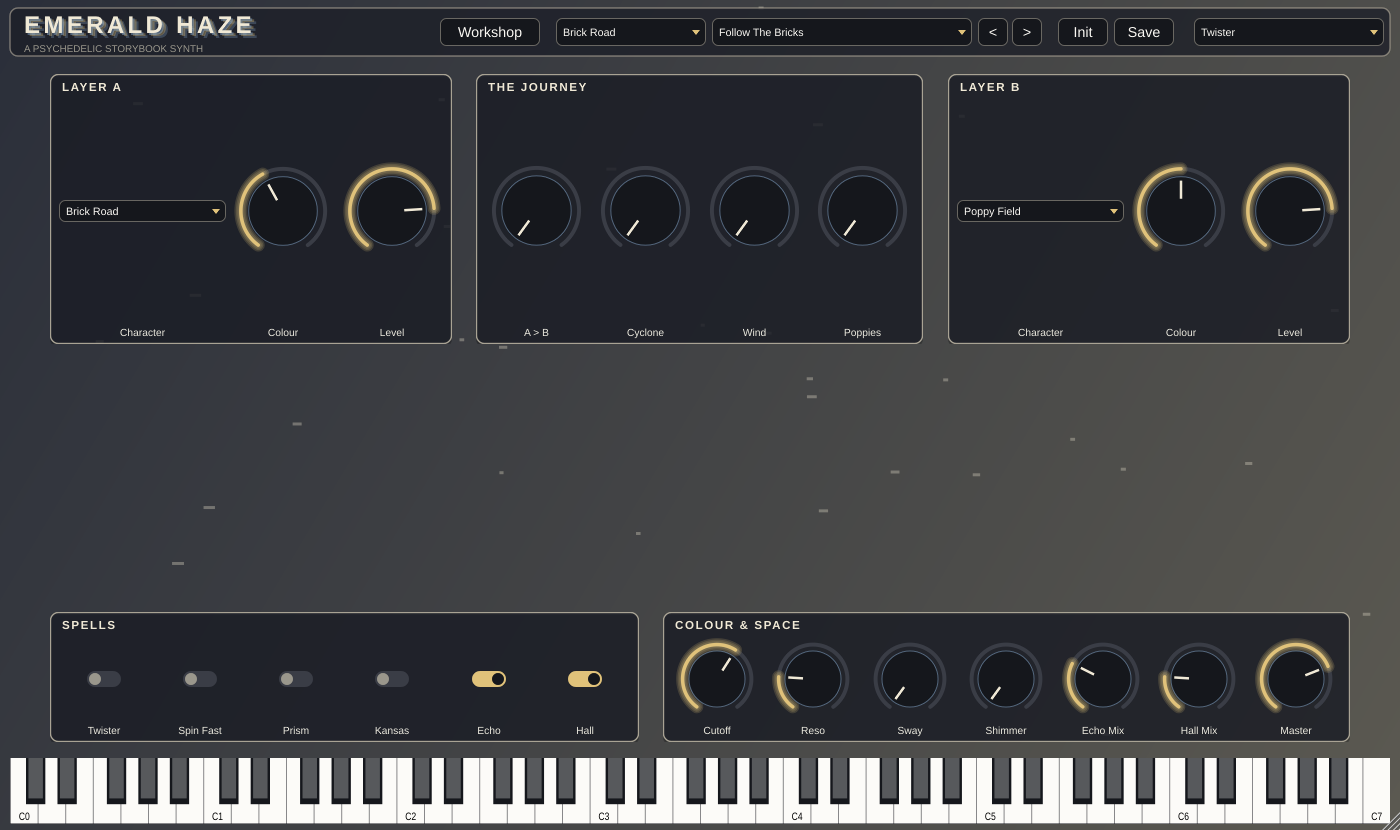 EMERALD HAZE
A PSYCHEDELIC STORYBOOK SYNTH
Workshop
Brick Road
Follow The Bricks
<
>
Init
Save
Twister
LAYER A
Brick Road
Character
Colour
Level
THE JOURNEY
A > B
Cyclone
Wind
Poppies
LAYER B
Poppy Field
Character
Colour
Level
SPELLS
Twister
Spin Fast
Prism
Kansas
Echo
Hall
COLOUR & SPACE
Cutoff
Reso
Sway
Shimmer
Echo Mix
Hall Mix
Master
C0
C1
C2
C3
C4
C5
C6
C7